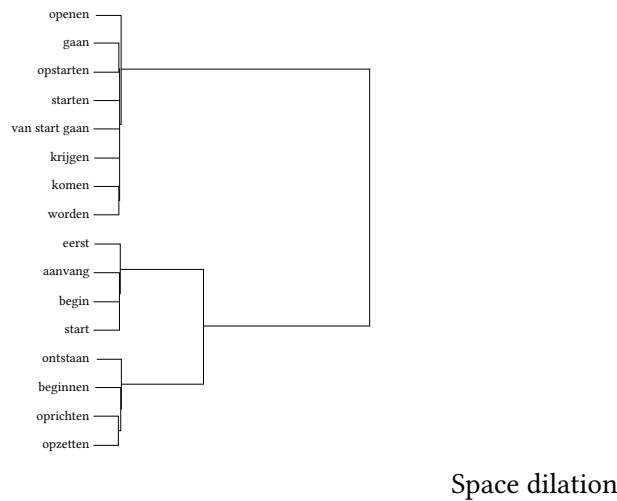 openen
gaan
opstarten
starten
van start gaan
krijgen
komen
worden
eerst
aanvang
begin
start
ontstaan
beginnen
oprichten
opzetten
Space dilation